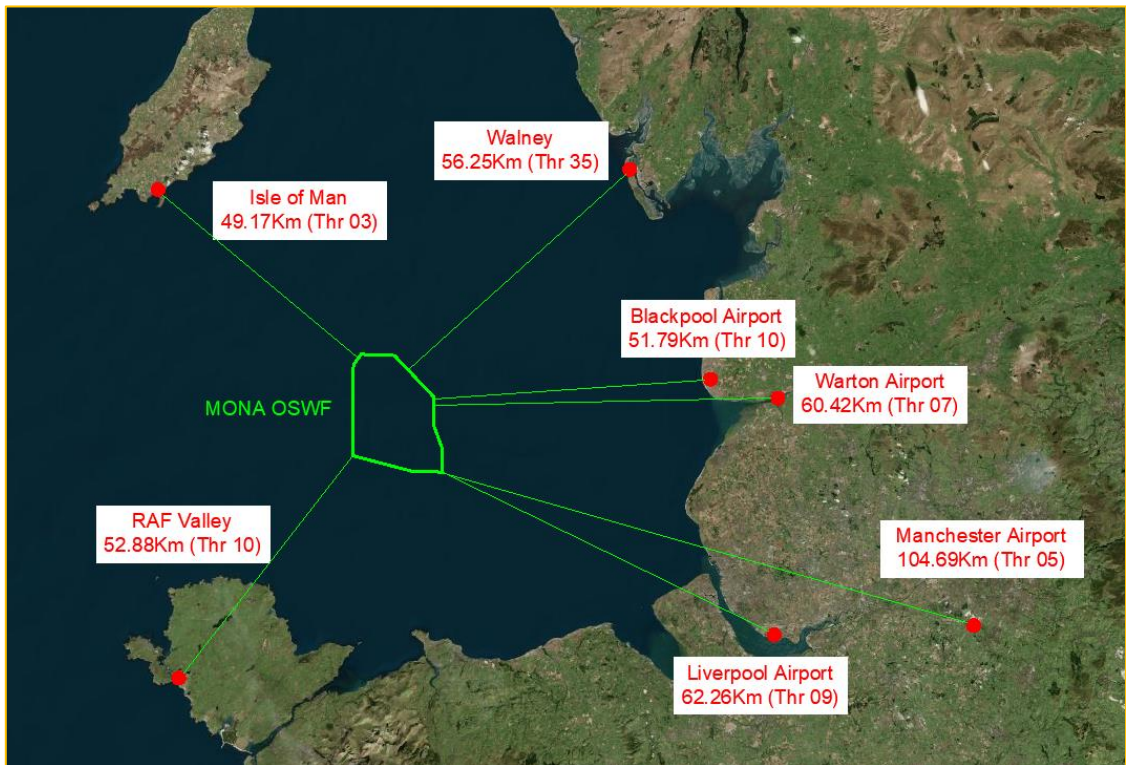 Walney
56.25Km (Thr 35)
Isle of Man
49.17Km (Thr 03)
Blackpool Airport
51.79Km (Thr 10)
Warton Airport
60.42Km (Thr 07)
MONA OSWF
RAF Valley
52.88Km (Thr 10)
Manchester Airport
104.69Km (Thr 05)
Liverpool Airport
62.26Km (Thr 09)